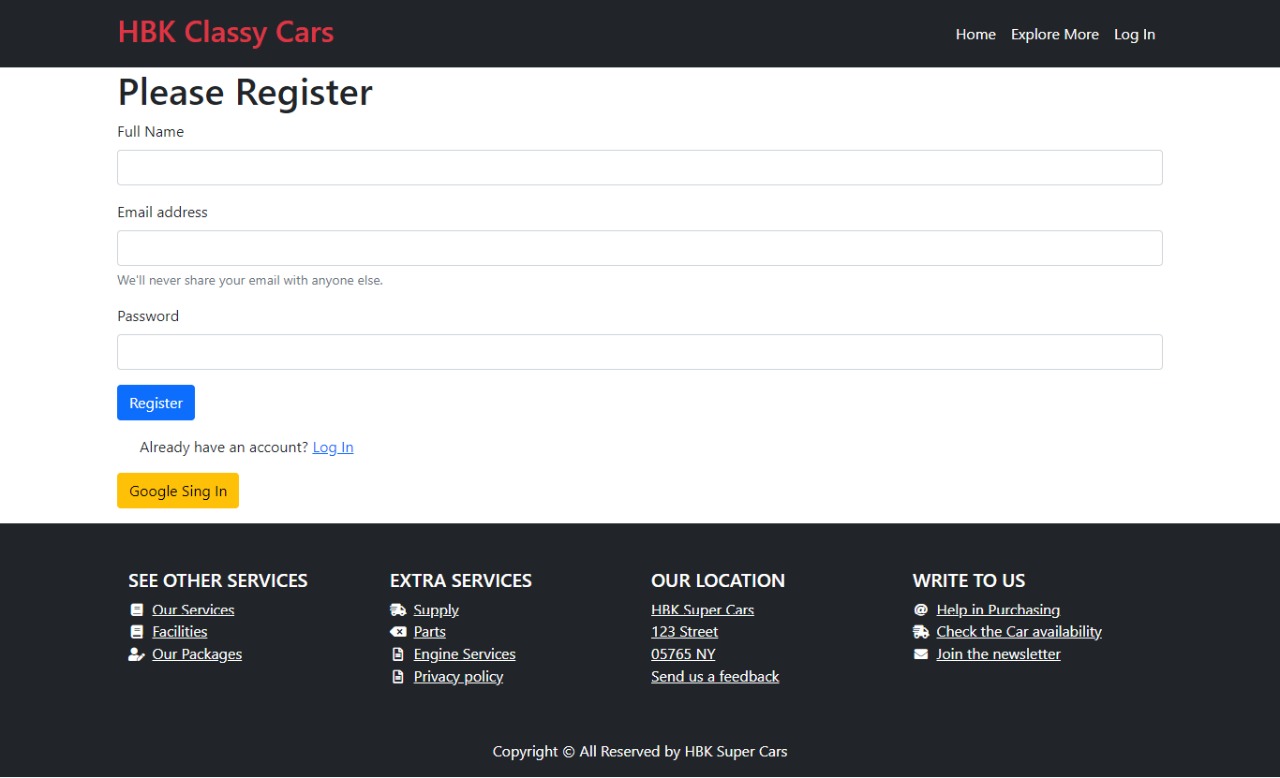 HBK Classy Cars
Home Explore More Log In
Please Register
Full Name
Email address
We'll never share your email with anyone else.
Password
Register
Already have an account? Log In
Google Sing In
SEE OTHER SERVICES
Our Services
Facilities
Our Packages
EXTRA SERVICES
Supply
Parts
Engine Services
Privacy policy
OUR LOCATION
HBK Super Cars
123 Street
05765 NY
Send us a feedback
WRITE TO US
Help in Purchasing
Check the Car availability
Join the newsletter
Copyright © All Reserved by HBK Super Cars